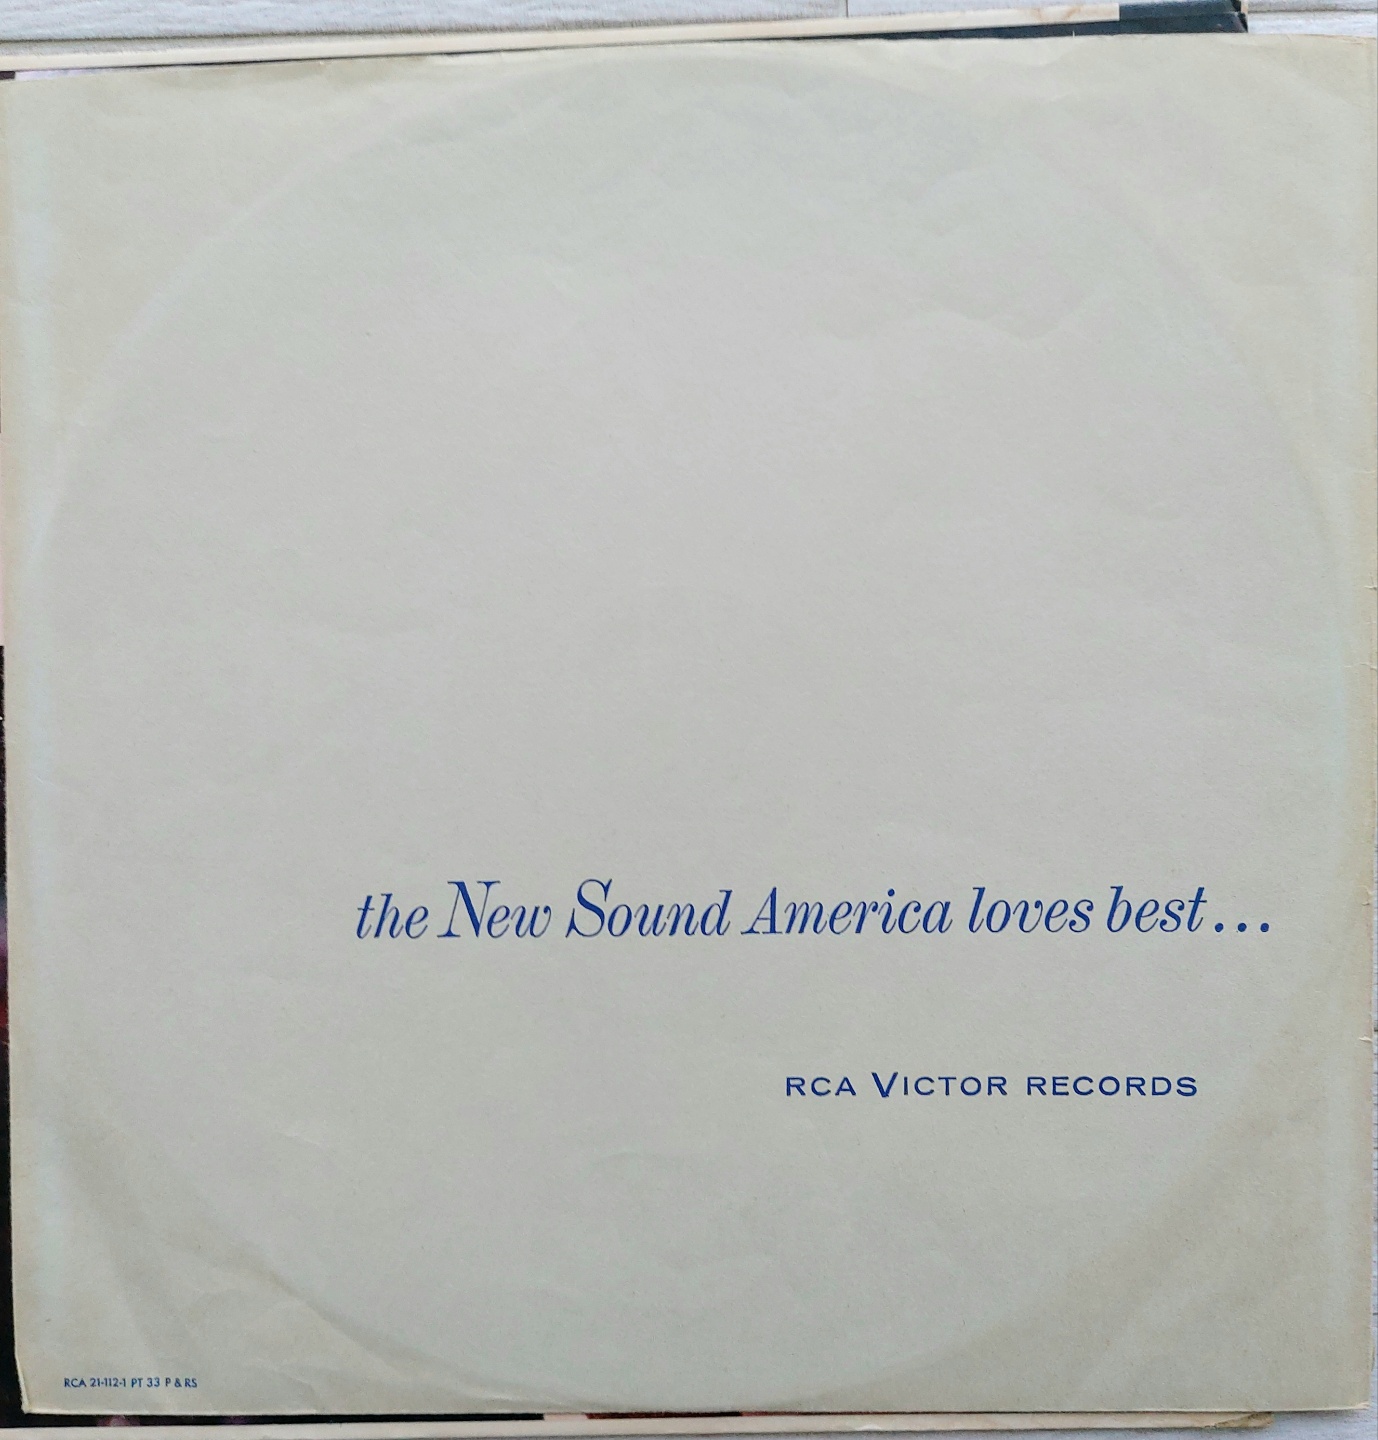 the New Sound America loves best...
RCA VICTOR RECORDS
RCA 21-112-1 PT 33 P & RS